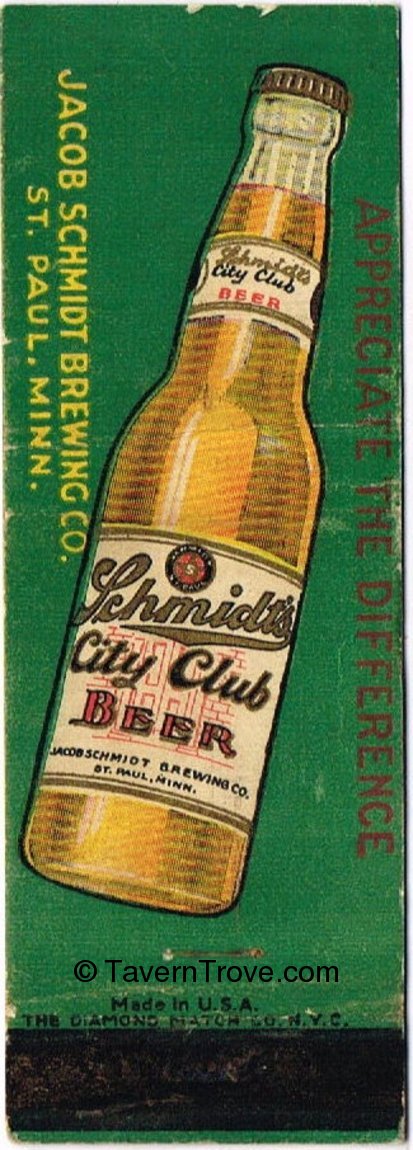 JACOB SCHMIDT BREWING CO.
ST. PAUL, MINN.
APPRECIATE THE DIFFERENCE
Schmidt's
City Club
BEER
S
Schmidt's
City Club
BEER
JACOB SCHMIDT BREWING CO.
ST. PAUL, MINN.
© TavernTrove.com
Made in U.S.A.
THE DIAMOND MATCH CO. N.Y.C.